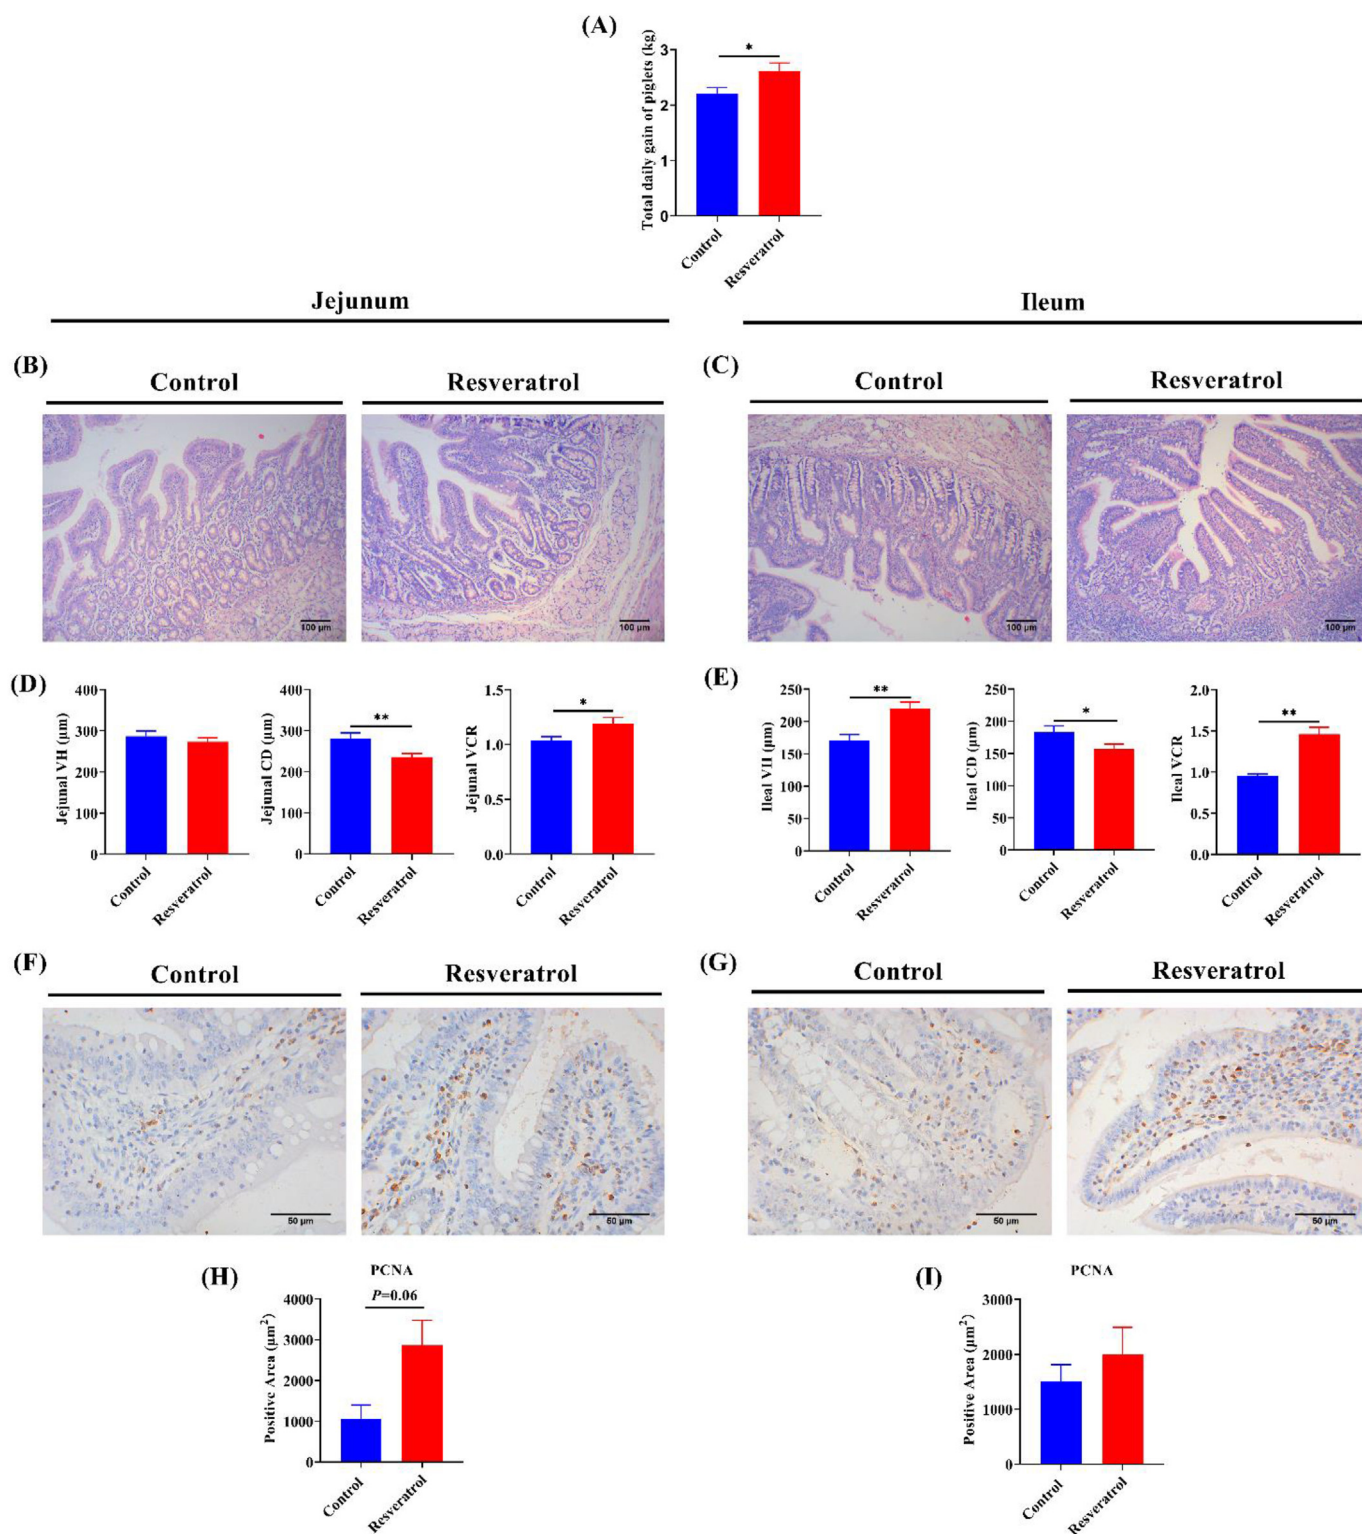 (A)
Total daily gain of piglets (kg)
3
2
1
0
*
Control
Resveratrol
Jejunum
Ileum
(B)
Control
Resveratrol
100 µm
100 µm
(C)
Control
Resveratrol
100 µm
100 µm
(D)
Jejunal VH (µm)
400
300
200
100
0
Control
Resveratrol
Jejunal CD (µm)
400
300
200
100
0
**
Control
Resveratrol
Jejunal VCR
1.5
1.0
0.5
0.0
*
Control
Resveratrol
(E)
Ileal VH (µm)
250
200
150
100
50
0
**
Control
Resveratrol
Ileal CD (µm)
250
200
150
100
50
0
*
Control
Resveratrol
Ileal VCR
2.0
1.5
1.0
0.5
0.0
**
Control
Resveratrol
(F)
Control
Resveratrol
50 µm
50 µm
(G)
Control
Resveratrol
50 µm
50 µm
(H)
PCNA
P=0.06
Positive Area (µm²)
4000
3000
2000
1000
0
Control
Resveratrol
(I)
PCNA
Positive Area (µm²)
3000
2000
1000
0
Control
Resveratrol